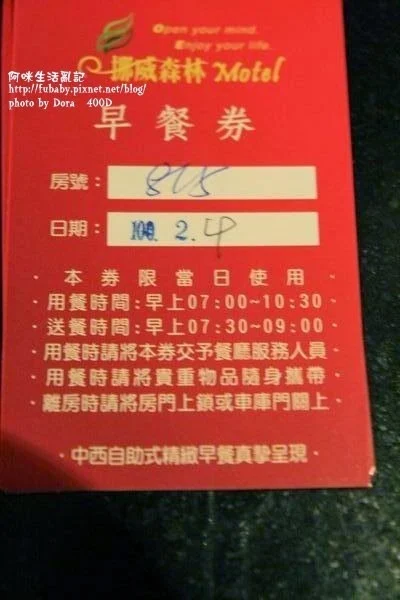 Open your mind.
Enjoy your life.
挪威森林 Motel
阿咪生活亂記
http://fubaby.pixnet.net/blog/
photo by Dora 400D
早餐券
房號：815
日期：100. 2. 4
·本券限當日使用·
·用餐時間：早上07:00~10:30·
·送餐時間：早上07:30~09:00·
·用餐時請將本券交予餐廳服務人員·
·用餐時請將貴重物品隨身攜帶·
·離房時請將房門上鎖或車庫門關上·
·中西自助式精緻早餐真摯呈現·